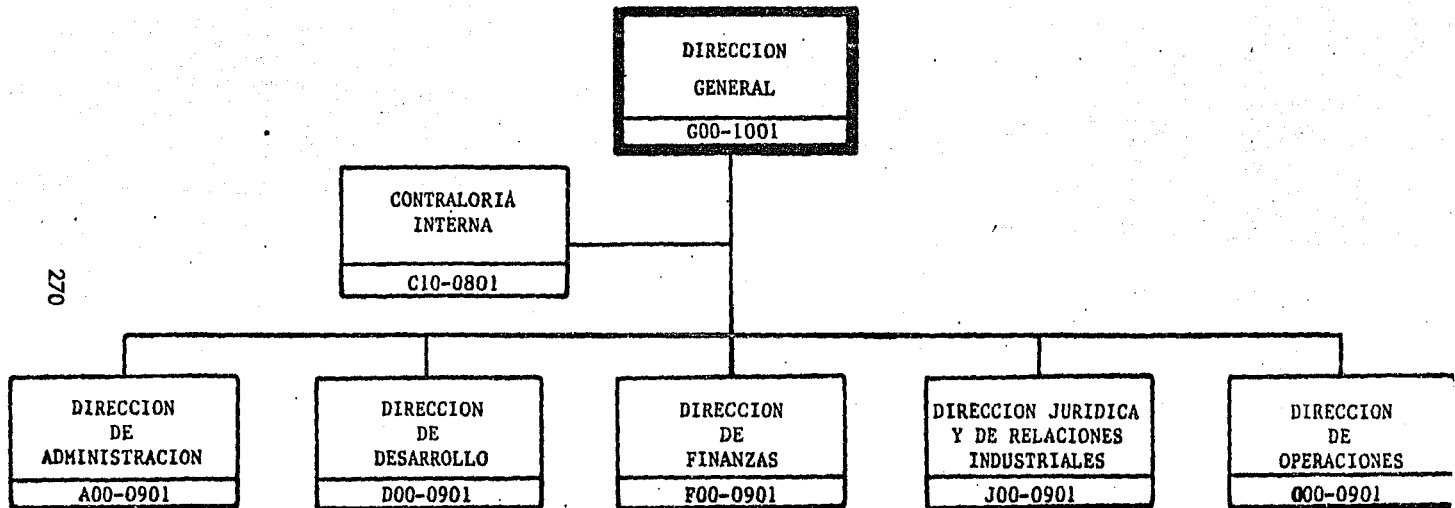 DIRECCION
GENERAL
G00-1001
CONTRALORIA
INTERNA
C10-0801
270
DIRECCION
DE
ADMINISTRACION
A00-0901
DIRECCION
DE
DESARROLLO
D00-0901
DIRECCION
DE
FINANZAS
F00-0901
DIRECCION JURIDICA
Y DE RELACIONES
INDUSTRIALES
J00-0901
DIRECCION
DE
OPERACIONES
O00-0901